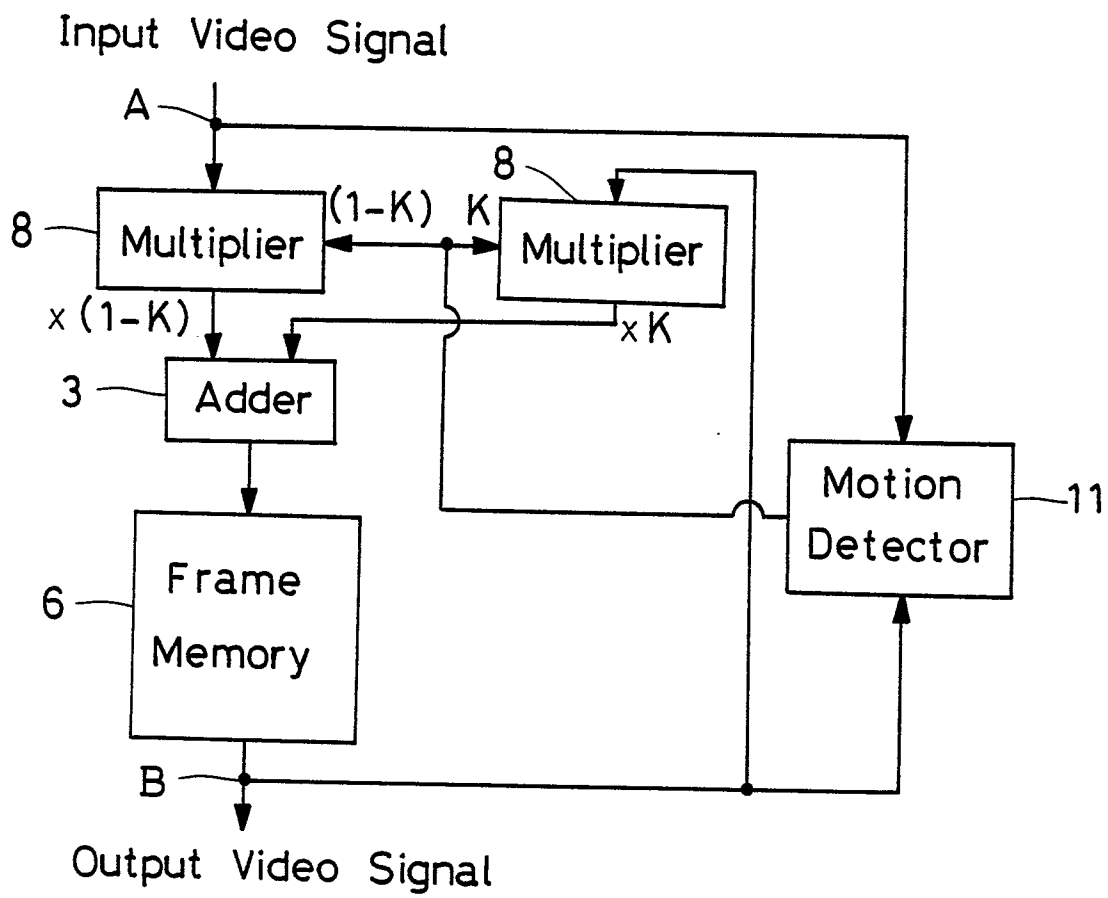 Input Video Signal
A
8
8
(1-K)
K
Multiplier
Multiplier
x (1-K)
x K
3
Adder
Motion
Detector
11
6
Frame
Memory
B
Output Video Signal